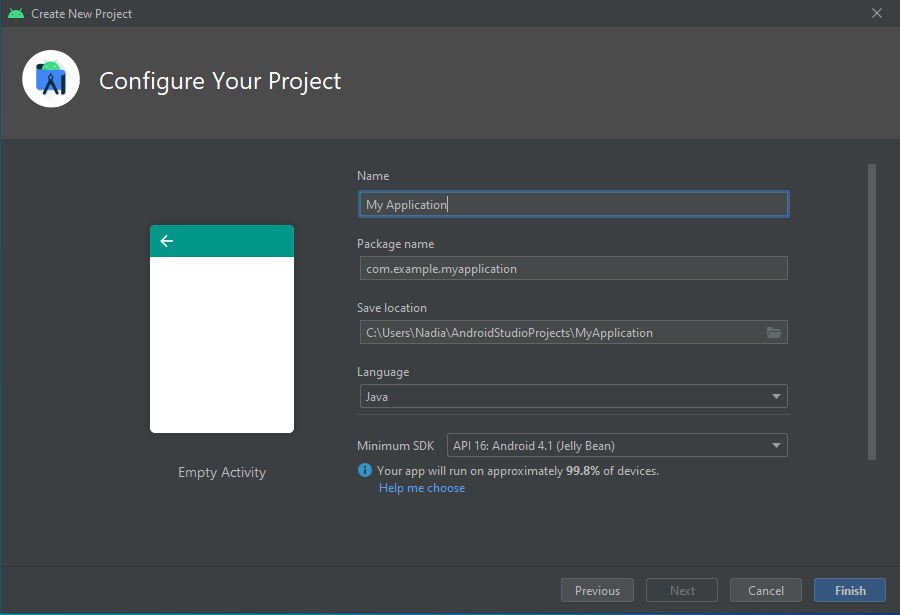 Create New Project
Configure Your Project
Name
My Application
Package name
com.example.myapplication
Save location
C:\Users\Nadia\AndroidStudioProjects\MyApplication
Language
Java
Minimum SDK API 16: Android 4.1 (Jelly Bean)
Your app will run on approximately 99.8% of devices.
Help me choose
Empty Activity
Previous Next Cancel Finish